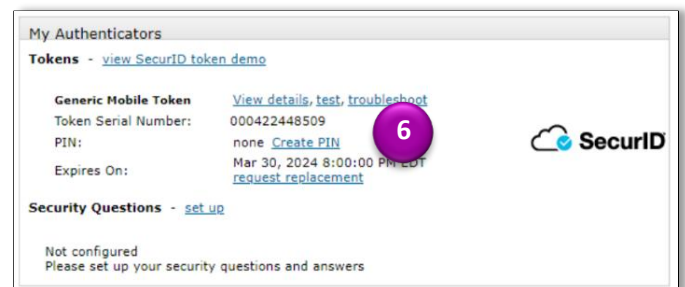 My Authenticators
Tokens - view SecurID token demo
Generic Mobile Token View details, test, troubleshoot
Token Serial Number: 000422448509
6
PIN: none Create PIN
SecurID
Expires On: Mar 30, 2024 8:00:00 PM EDT
request replacement
Security Questions - set up
Not configured
Please set up your security questions and answers